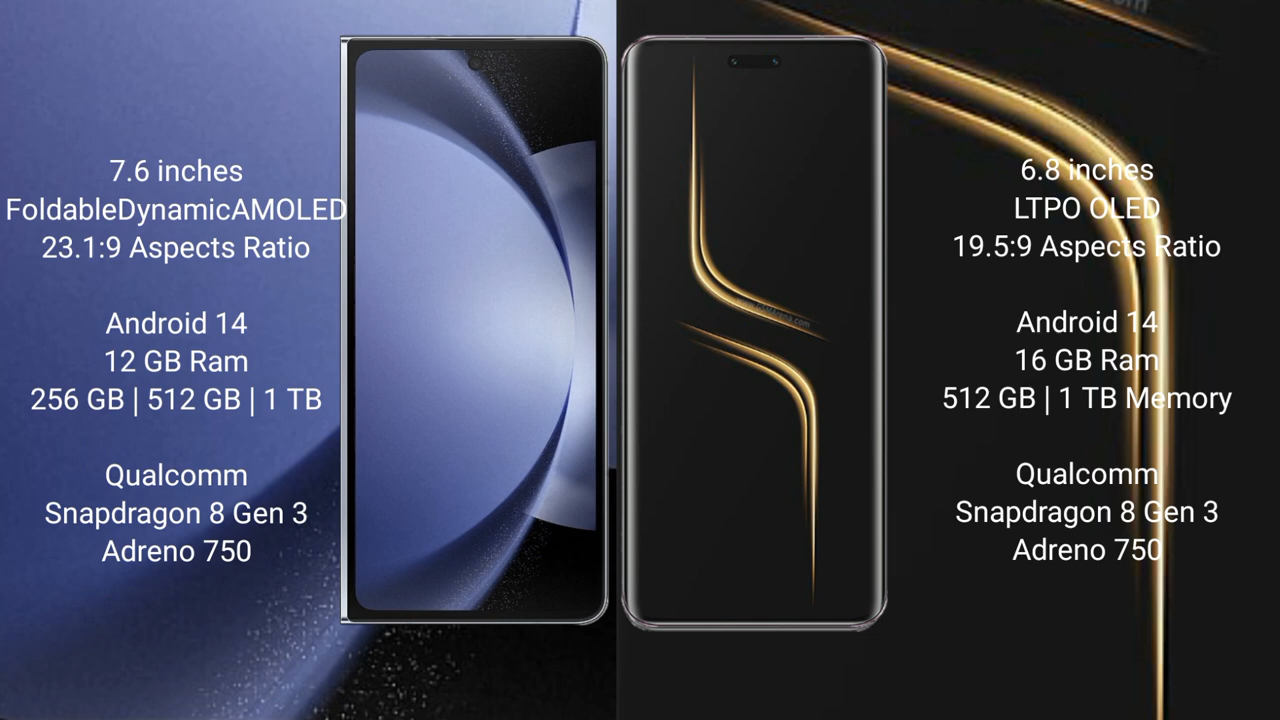 7.6 inches
FoldableDynamicAMOLED
23.1:9 Aspects Ratio
Android 14
12 GB Ram
256 GB | 512 GB | 1 TB
Qualcomm
Snapdragon 8 Gen 3
Adreno 750
6.8 inches
LTPO OLED
19.5:9 Aspects Ratio
Android 14
16 GB Ram
512 GB | 1 TB Memory
Qualcomm
Snapdragon 8 Gen 3
Adreno 750